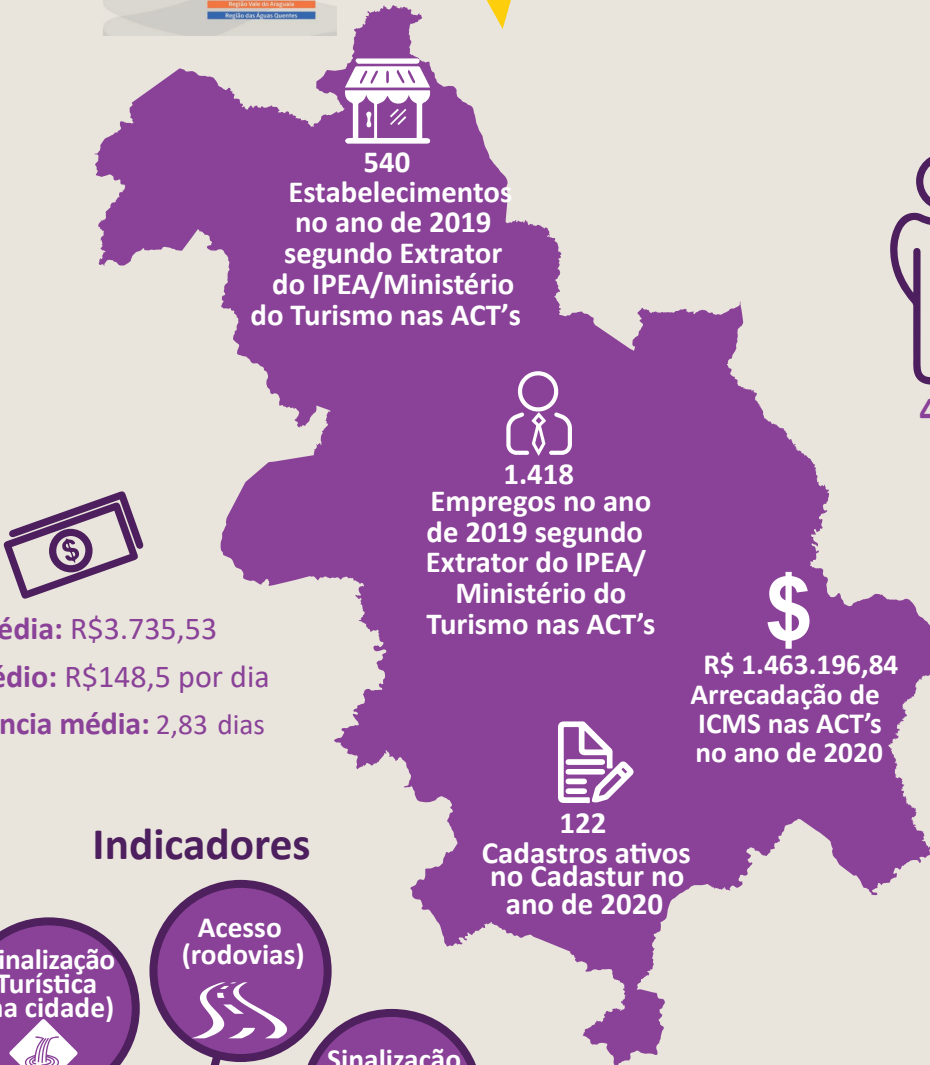 Região Vale do Araguaia
Região das Águas Quentes
540
Estabelecimentos
no ano de 2019
segundo Extrator
do IPEA/Ministério
do Turismo nas ACT's
1.418
Empregos no ano
de 2019 segundo
Extrator do IPEA/
Ministério do
Turismo nas ACT's
$
R$ 1.463.196,84
Arrecadação de
ICMS nas ACT's
no ano de 2020
122
Cadastros ativos
no Cadastur no
ano de 2020
$
édia: R$3.735,53
édio: R$148,5 por dia
ncia média: 2,83 dias
Indicadores
Acesso
(rodovias)
inalização
Turística
na cidade)
Sinalização
4